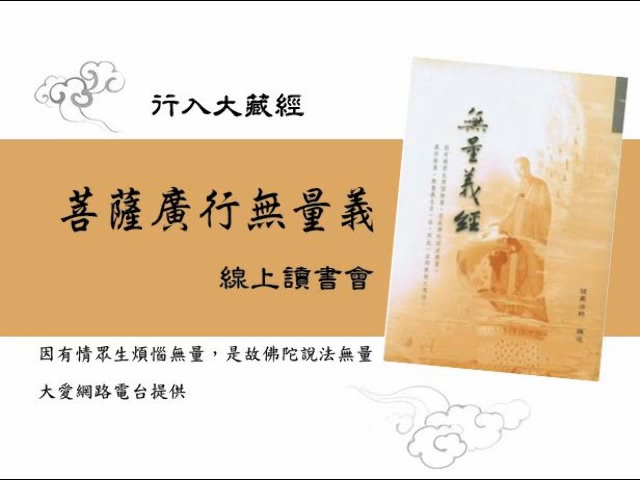 行入大藏經
菩薩廣行無量義
線上讀書會
因有情眾生煩惱無量，是故佛陀說法無量
大愛網路電台提供
無量義經